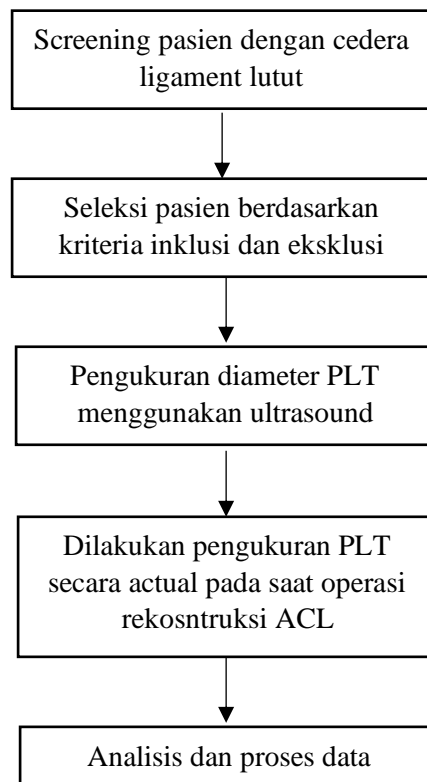 Screening pasien dengan cedera
ligament lutut
Seleksi pasien berdasarkan
kriteria inklusi dan eksklusi
Pengukuran diameter PLT
menggunakan ultrasound
Dilakukan pengukuran PLT
secara actual pada saat operasi
rekosntruksi ACL
Analisis dan proses data